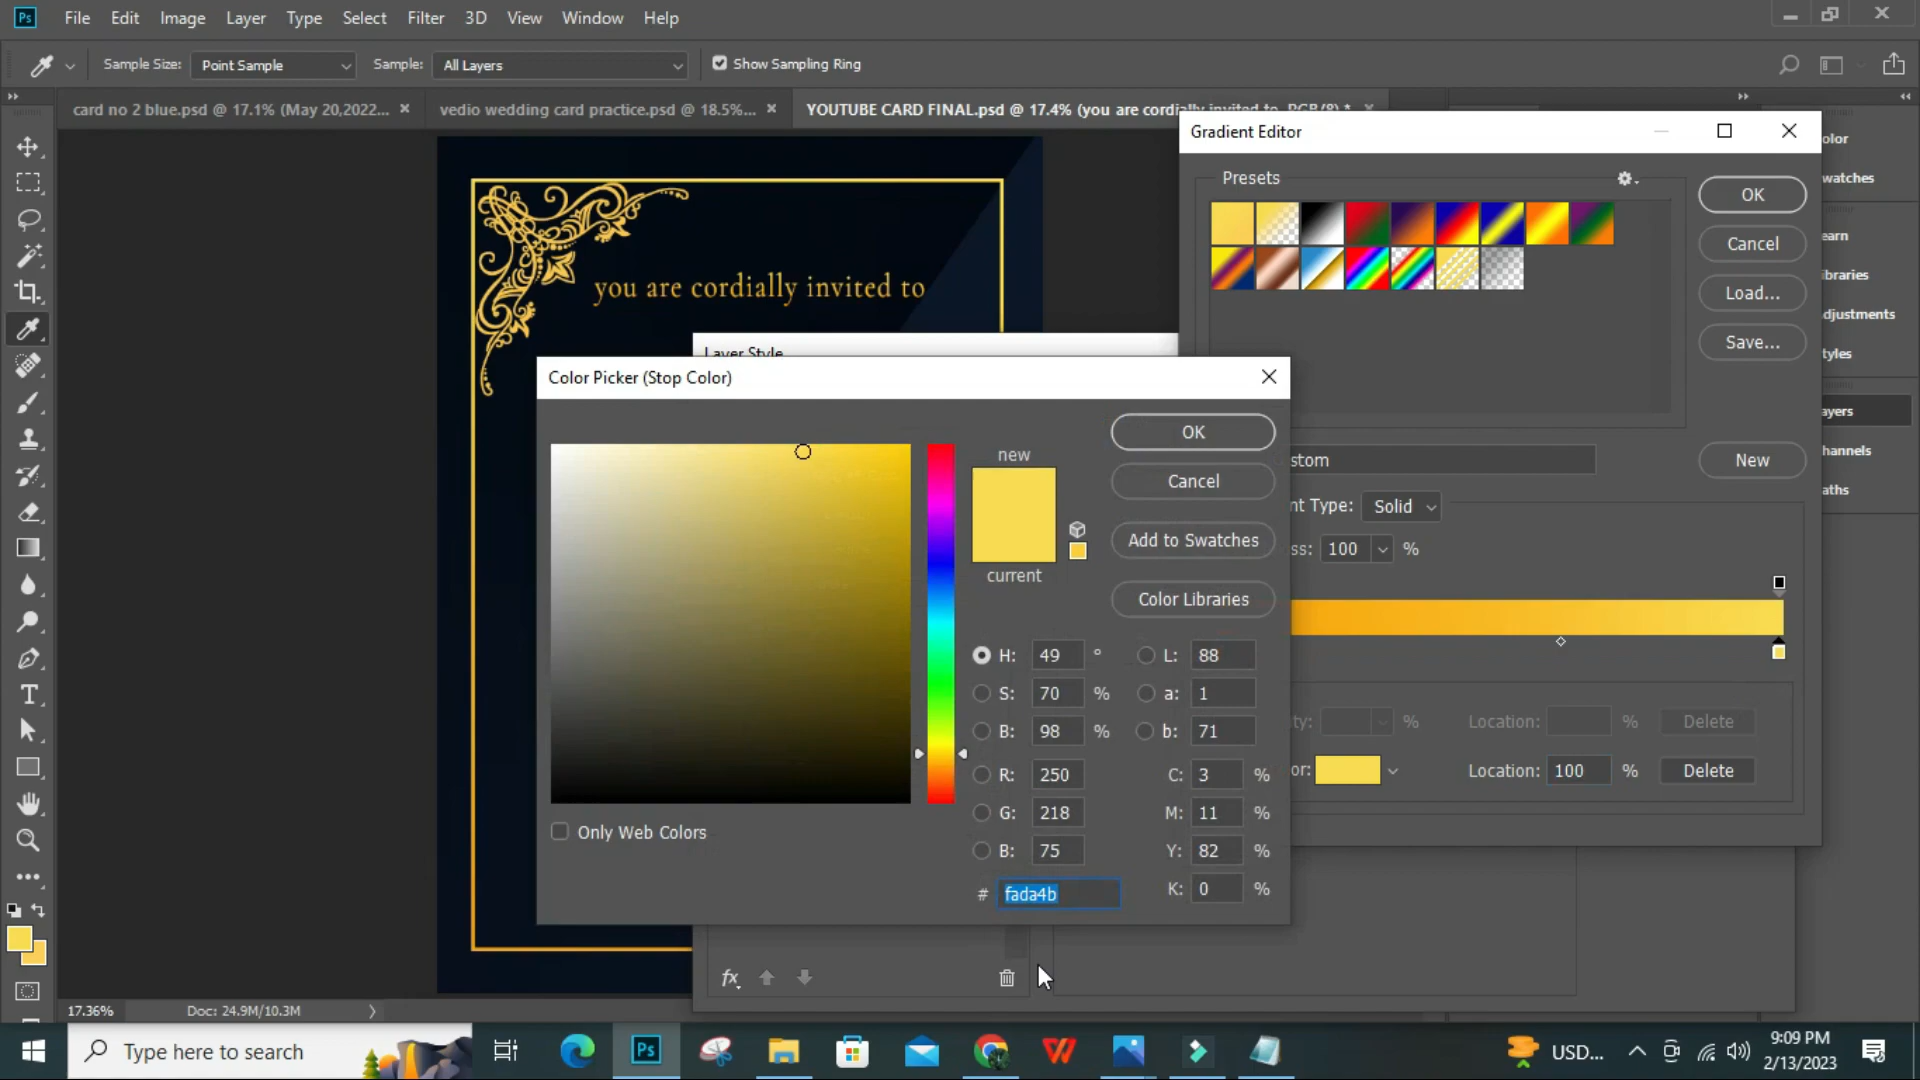 Ps File Edit Image Layer Type Select Filter 3D View Window Help
Sample Size: Point Sample Sample: All Layers Show Sampling Ring
card no 2 blue.psd @ 17.1% (May 20,2022... × vedio wedding card practice.psd @ 18.5%... × YOUTUBE CARD FINAL.psd @ 17.4% (you are cordially invited to, RGB/8) * ×
Gradient Editor
Presets
OK
Cancel
Load...
Save...
New
stom
nt Type: Solid
ss: 100 %
ty: % Location: % Delete
or: Location: 100 % Delete
olor
watches
earn
ibraries
djustments
tyles
ayers
hannels
aths
you are cordially invited to
Layer Style
Color Picker (Stop Color)
new
current
OK
Cancel
Add to Swatches
Color Libraries
H: 49 ° L: 88
S: 70 % a: 1
B: 98 % b: 71
R: 250 C: 3 %
G: 218 M: 11 %
B: 75 Y: 82 %
# fada4b K: 0 %
Only Web Colors
fx
T
17.36% Doc: 24.9M/10.3M
Type here to search
Ps
USD...
9:09 PM
2/13/2023